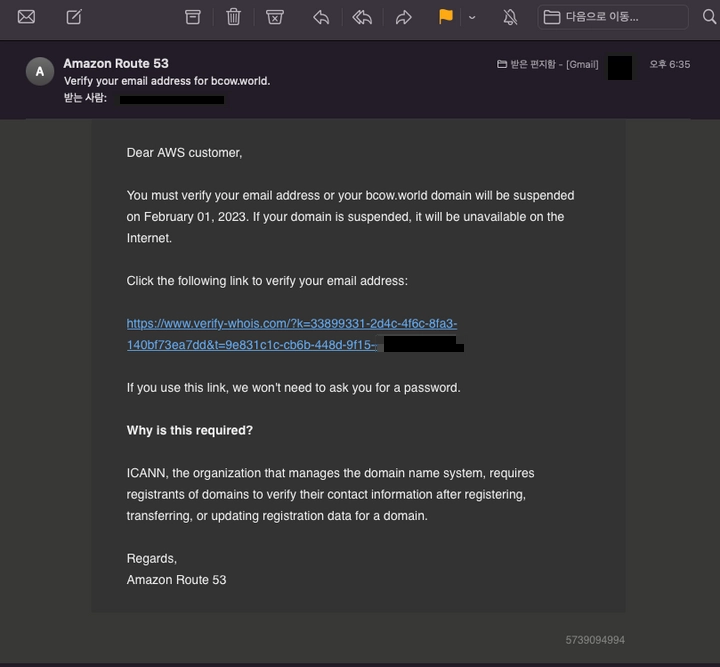 다음으로 이동...
A
Amazon Route 53
받은 편지함 - [Gmail]
오후 6:35
Verify your email address for bcow.world.
받는 사람:
Dear AWS customer,
You must verify your email address or your bcow.world domain will be suspended
on February 01, 2023. If your domain is suspended, it will be unavailable on the
Internet.
Click the following link to verify your email address:
https://www.verify-whois.com/?k=33899331-2d4c-4f6c-8fa3-
140bf73ea7dd&t=9e831c1c-cb6b-448d-9f15-
If you use this link, we won't need to ask you for a password.
Why is this required?
ICANN, the organization that manages the domain name system, requires
registrants of domains to verify their contact information after registering,
transferring, or updating registration data for a domain.
Regards,
Amazon Route 53
5739094994